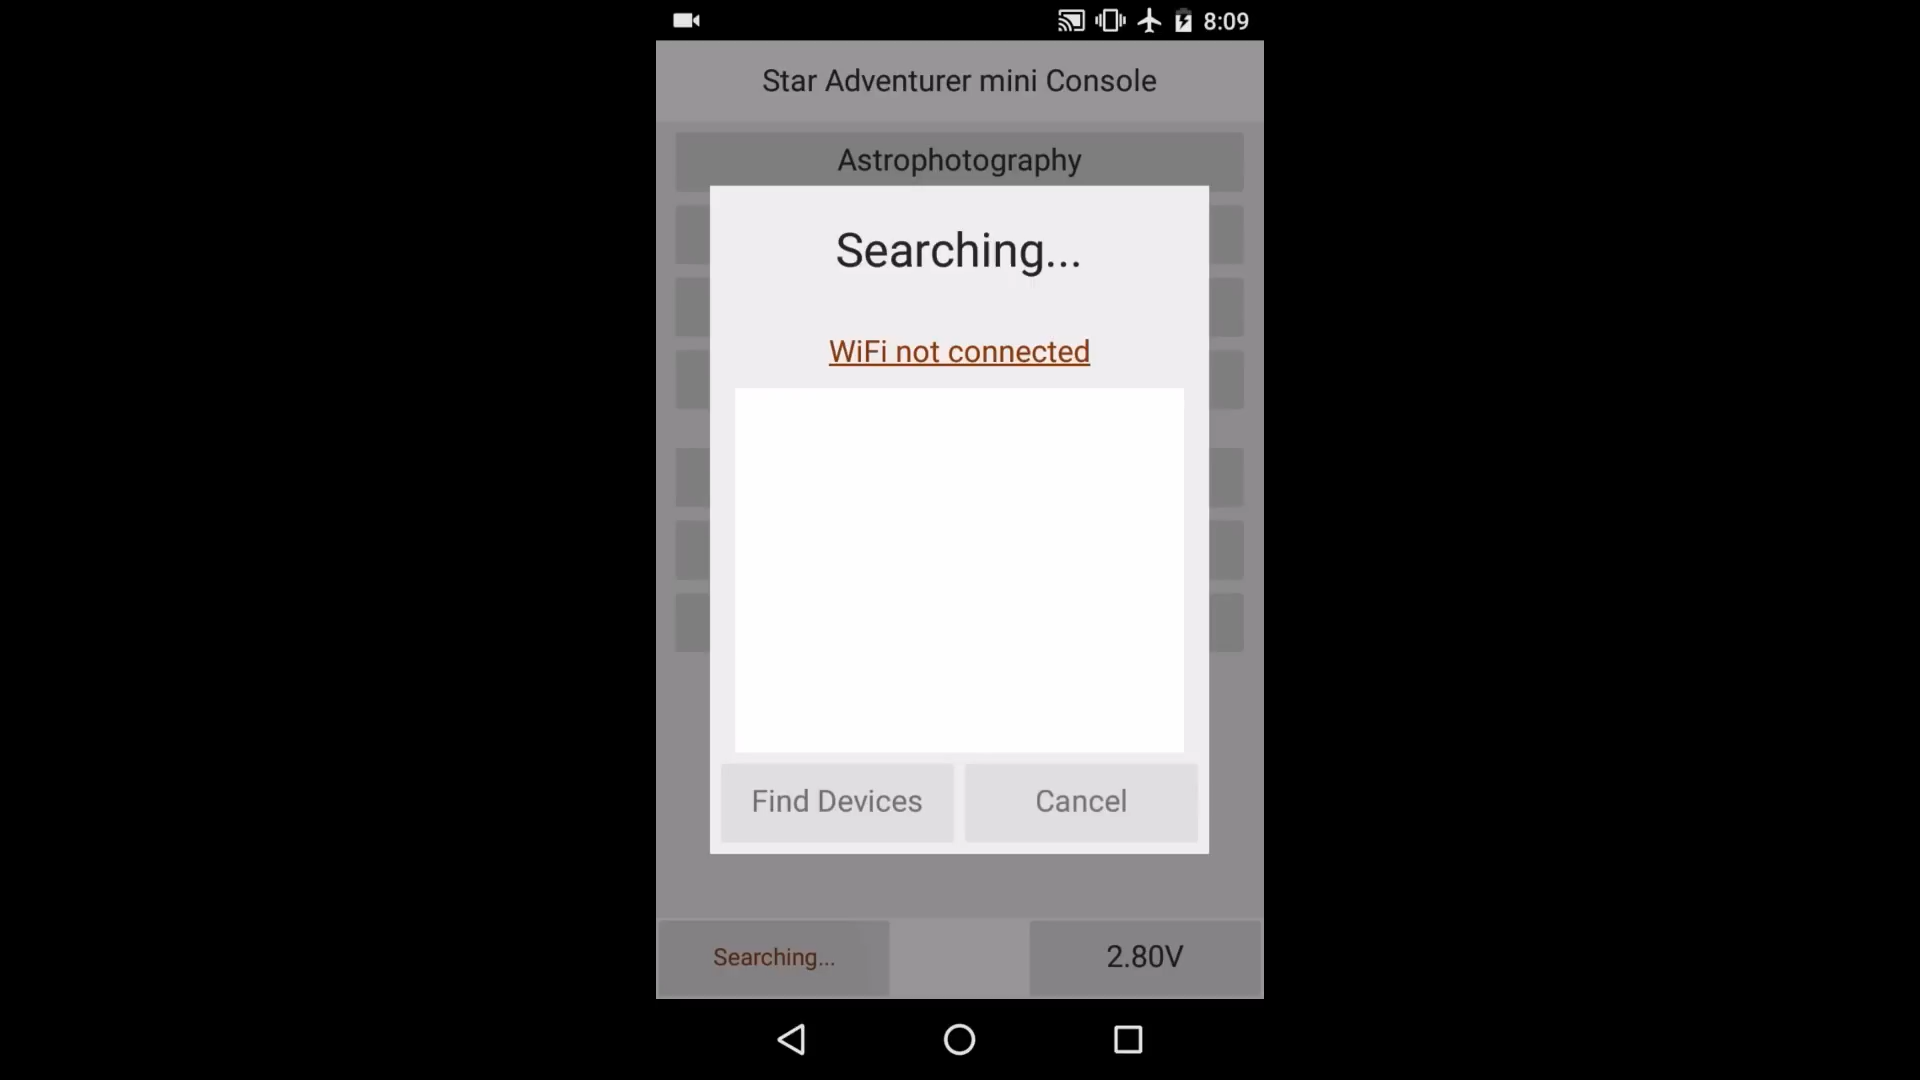 8:09
Star Adventurer mini Console
Astrophotography
Searching...
WiFi not connected
Find Devices
Cancel
Searching...
2.80V